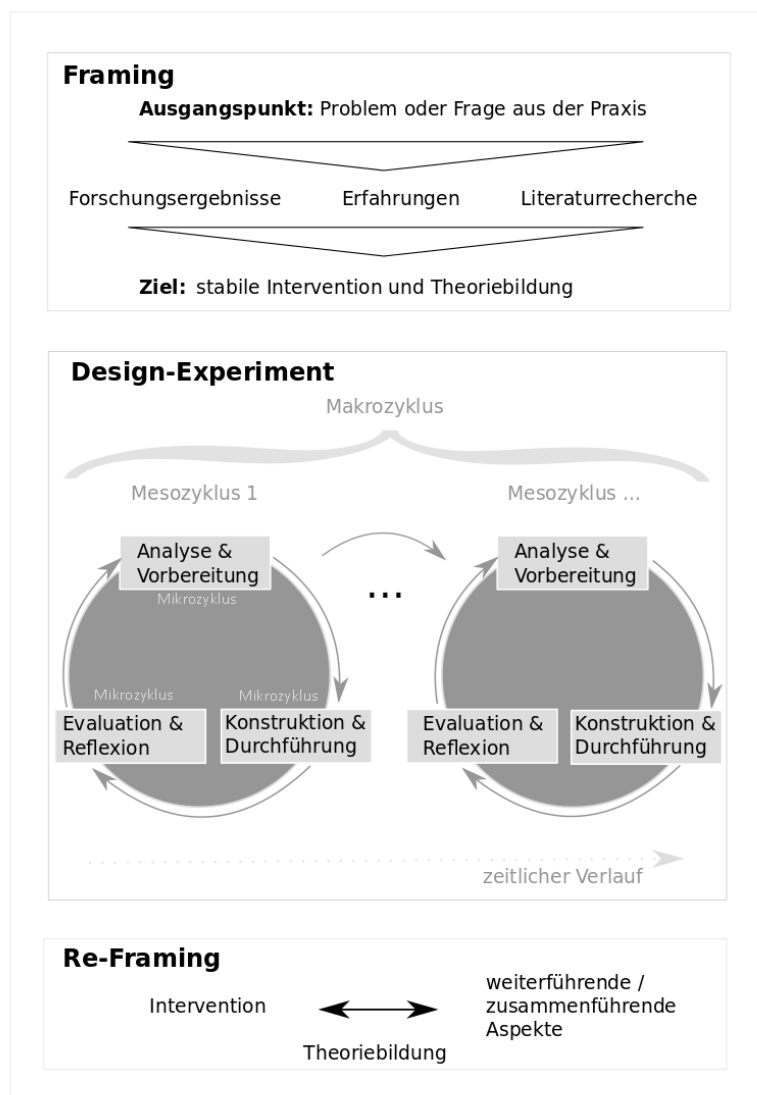 Framing
Ausgangspunkt: Problem oder Frage aus der Praxis
Forschungsergebnisse Erfahrungen Literaturrecherche
Ziel: stabile Intervention und Theoriebildung
Design-Experiment
Makrozyklus
Mesozyklus 1
Mesozyklus ...
Analyse &
Vorbereitung
Mikrozyklus
Mikrozyklus
Evaluation &
Reflexion
Mikrozyklus
Konstruktion &
Durchführung
...
Analyse &
Vorbereitung
Evaluation &
Reflexion
Konstruktion &
Durchführung
zeitlicher Verlauf
Re-Framing
Intervention
Theoriebildung
weiterführende /
zusammenführende
Aspekte